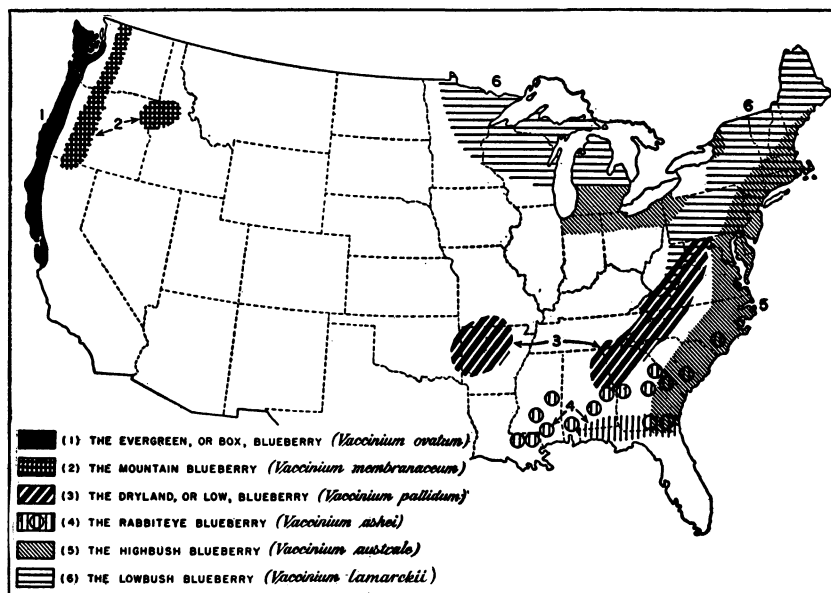 6
6
1
2
5
3
4
(1) THE EVERGREEN, OR BOX, BLUEBERRY (Vaccinium ovatum)
(2) THE MOUNTAIN BLUEBERRY (Vaccinium membranaceum)
(3) THE DRYLAND, OR LOW, BLUEBERRY (Vaccinium pallidum)
(4) THE RABBITEYE BLUEBERRY (Vaccinium ashei)
(5) THE HIGHBUSH BLUEBERRY (Vaccinium australe)
(6) THE LOWBUSH BLUEBERRY (Vaccinium lamarckii)